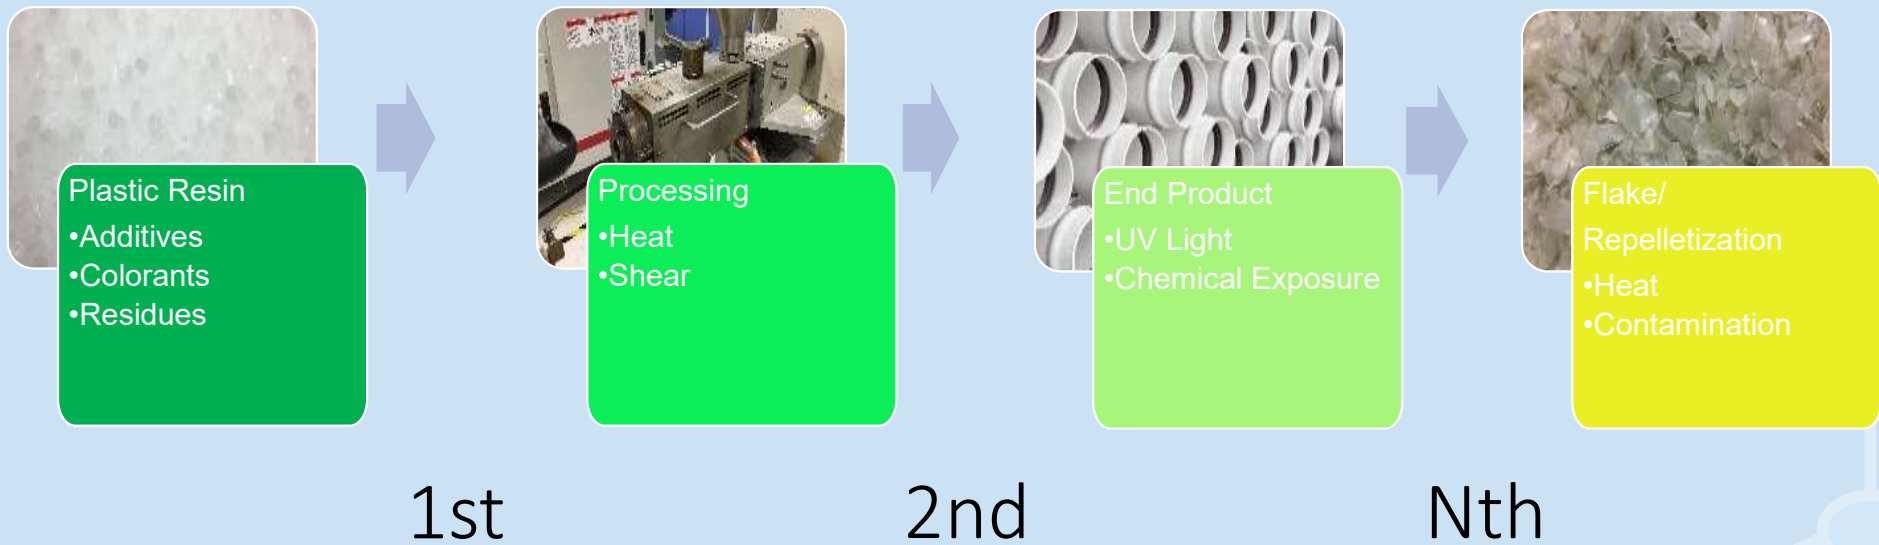 Plastic Resin
•Additives
•Colorants
•Residues
Processing
•Heat
•Shear
End Product
•UV Light
•Chemical Exposure
Flake/
Repelletization
•Heat
•Contamination
1st
2nd
Nth